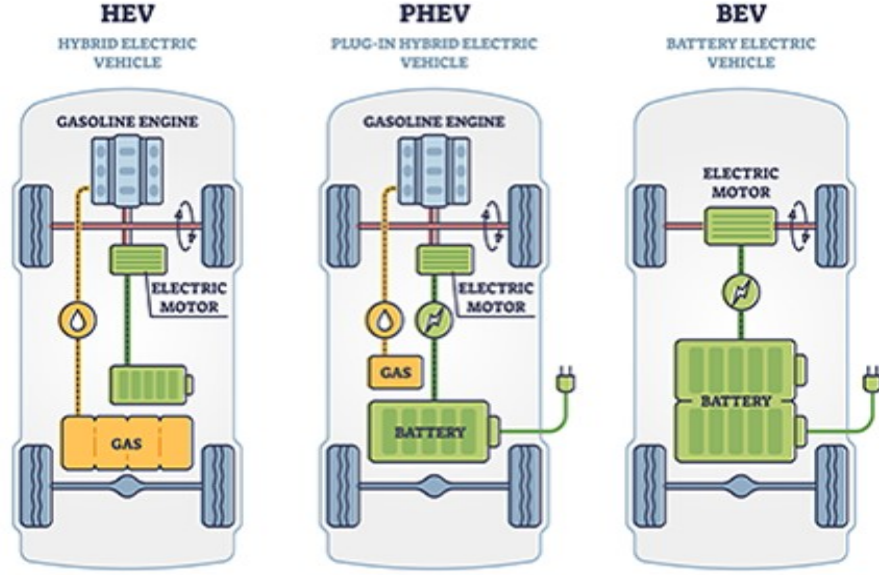 HEV
HYBRID ELECTRIC
VEHICLE
GASOLINE ENGINE
ELECTRIC
MOTOR
GAS
PHEV
PLUG-IN HYBRID ELECTRIC
VEHICLE
GASOLINE ENGINE
ELECTRIC
MOTOR
GAS
BATTERY
BEV
BATTERY ELECTRIC
VEHICLE
ELECTRIC
MOTOR
BATTERY